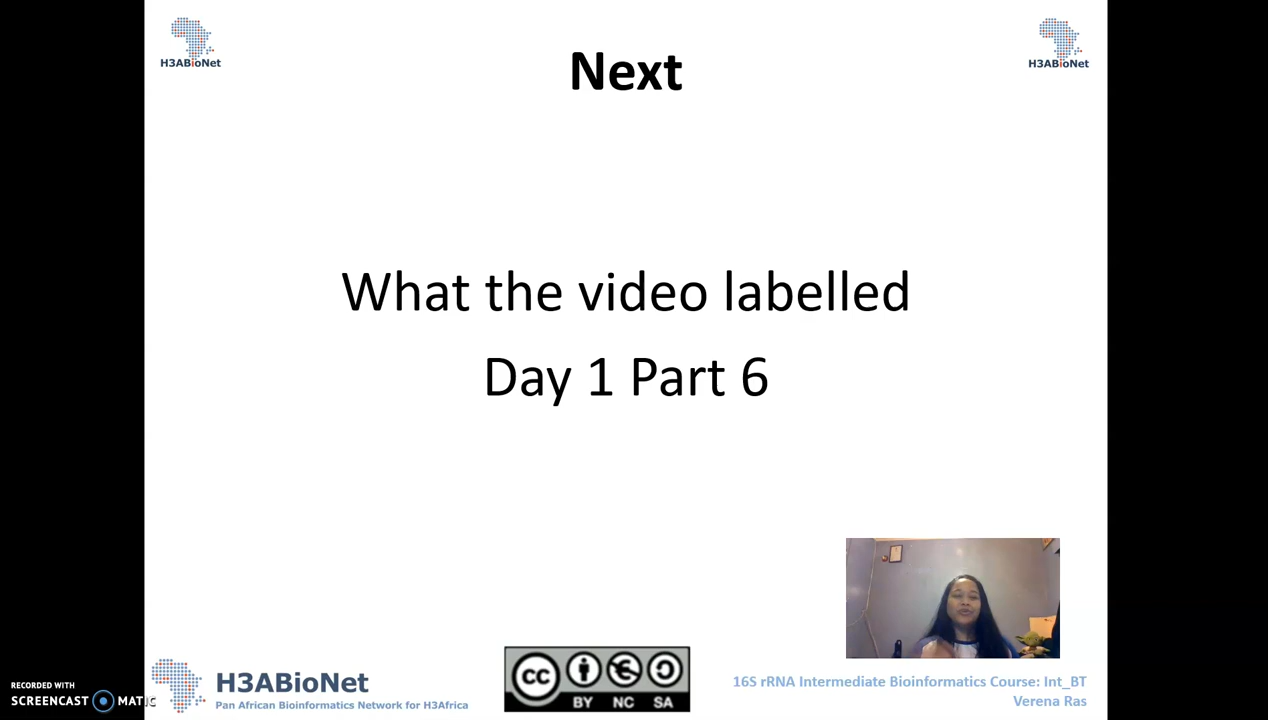 H3ABioNet
H3ABioNet
Next
What the video labelled
Day 1 Part 6
RECORDED WITH
SCREENCAST MATIC
H3ABioNet
Pan African Bioinformatics Network for H3Africa
cc
BY NC SA
16S rRNA Intermediate Bioinformatics Course: Int_BT
Verena Ras